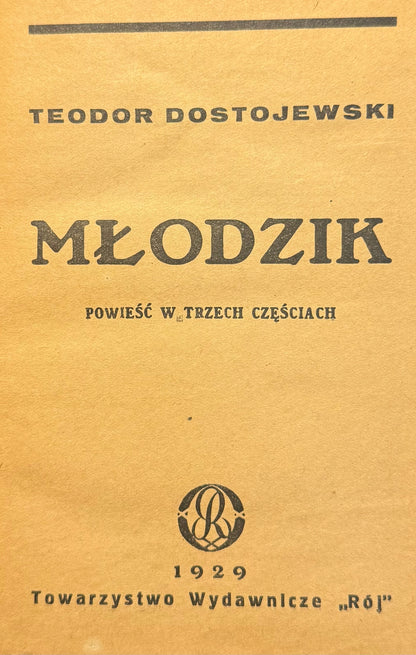 TEODOR DOSTOJEWSKI
MŁODZIK
POWIEŚĆ W TRZECH CZĘŚCIACH
R
1929
Towarzystwo Wydawnicze „Rój"